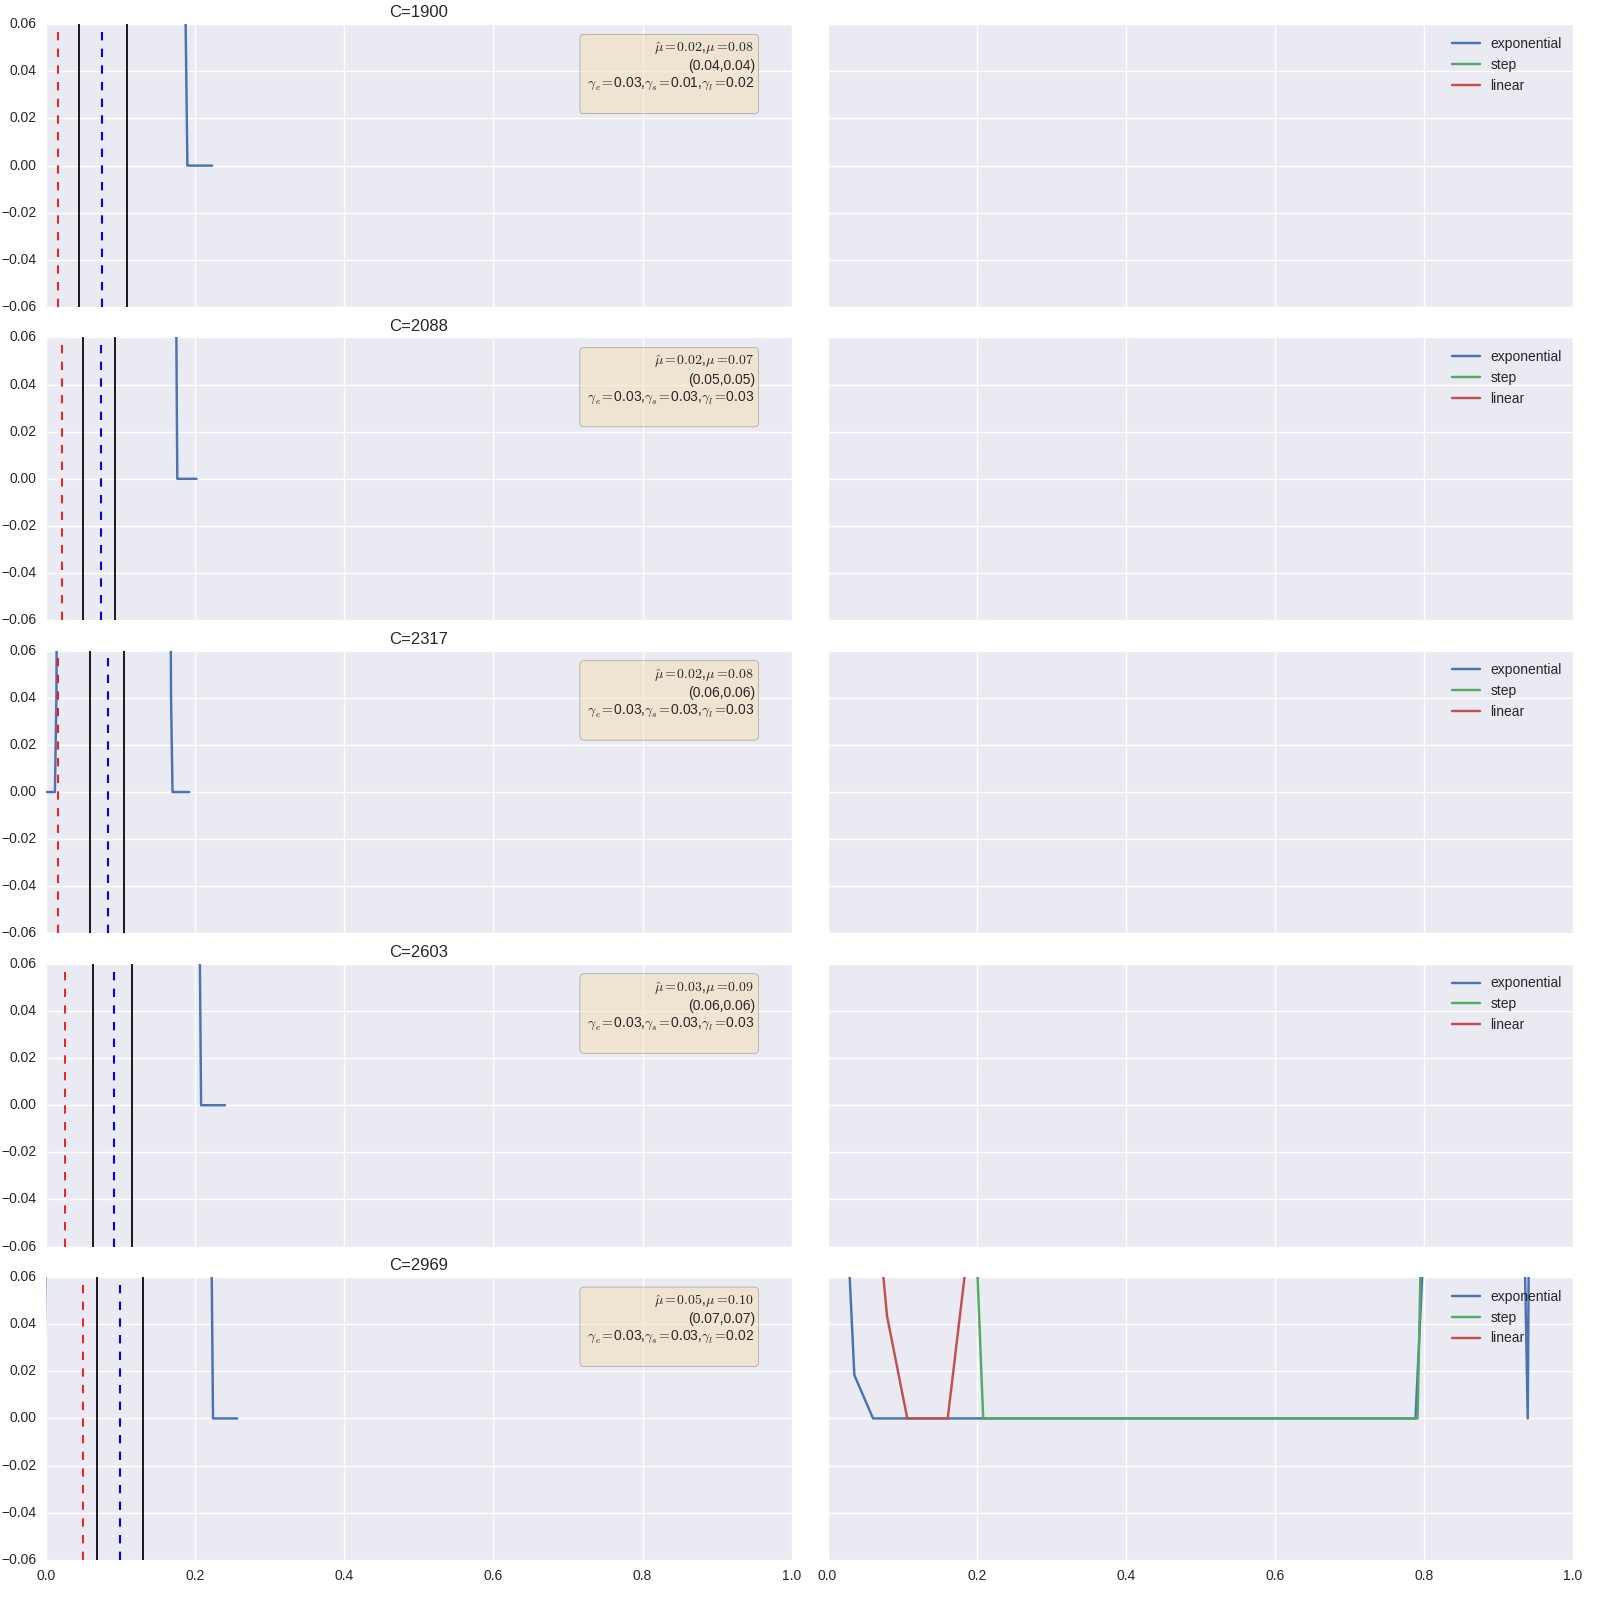 C=1900
0.06
0.04
0.02
0.00
−0.02
−0.04
−0.06
μ̂=0.02,μ=0.08
(0.04,0.04)
γₑ=0.03,γₛ=0.01,γₗ=0.02
exponential
step
linear
C=2088
0.06
0.04
0.02
0.00
−0.02
−0.04
−0.06
μ̂=0.02,μ=0.07
(0.05,0.05)
γₑ=0.03,γₛ=0.03,γₗ=0.03
exponential
step
linear
C=2317
0.06
0.04
0.02
0.00
−0.02
−0.04
−0.06
μ̂=0.02,μ=0.08
(0.06,0.06)
γₑ=0.03,γₛ=0.03,γₗ=0.03
exponential
step
linear
C=2603
0.06
0.04
0.02
0.00
−0.02
−0.04
−0.06
μ̂=0.03,μ=0.09
(0.06,0.06)
γₑ=0.03,γₛ=0.03,γₗ=0.03
exponential
step
linear
C=2969
0.06
0.04
0.02
0.00
−0.02
−0.04
−0.06
μ̂=0.05,μ=0.10
(0.07,0.07)
γₑ=0.03,γₛ=0.03,γₗ=0.02
exponential
step
linear
0.0 0.2 0.4 0.6 0.8 1.0
0.0 0.2 0.4 0.6 0.8 1.0